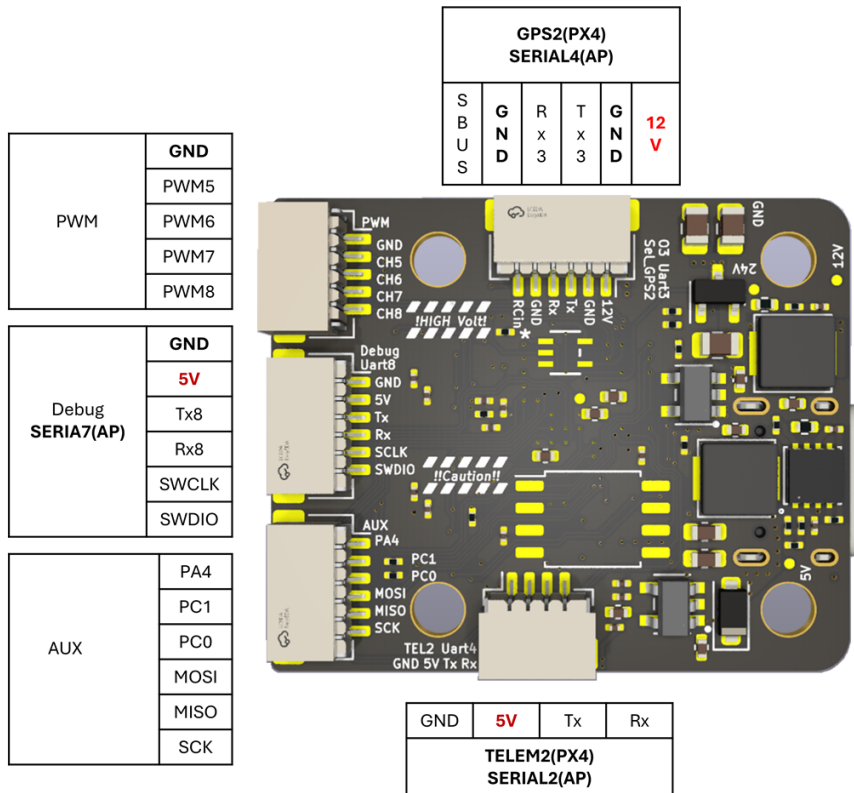 GPS2(PX4)
SERIAL4(AP)
SBUS
GND
Rx3
Tx3
GND
12V
PWM
GND
PWM5
PWM6
PWM7
PWM8
Debug
SERIA7(AP)
GND
5V
Tx8
Rx8
SWCLK
SWDIO
AUX
PA4
PC1
PC0
MOSI
MISO
SCK
PWM
GND
CH5
CH6
CH7
CH8
!HIGH Volt!
RCin
GND
Rx
Tx
GND
12V
*
O3 Uart3
Sel_GPS2
GND
24V
12V
Debug
Uart8
GND
5V
Tx
Rx
SCLK
SWDIO
!!Caution!!
AUX
PA4
PC1
PC0
MOSI
MISO
SCK
5V
TEL2 Uart4
GND 5V Tx Rx
GND
5V
Tx
Rx
TELEM2(PX4)
SERIAL2(AP)